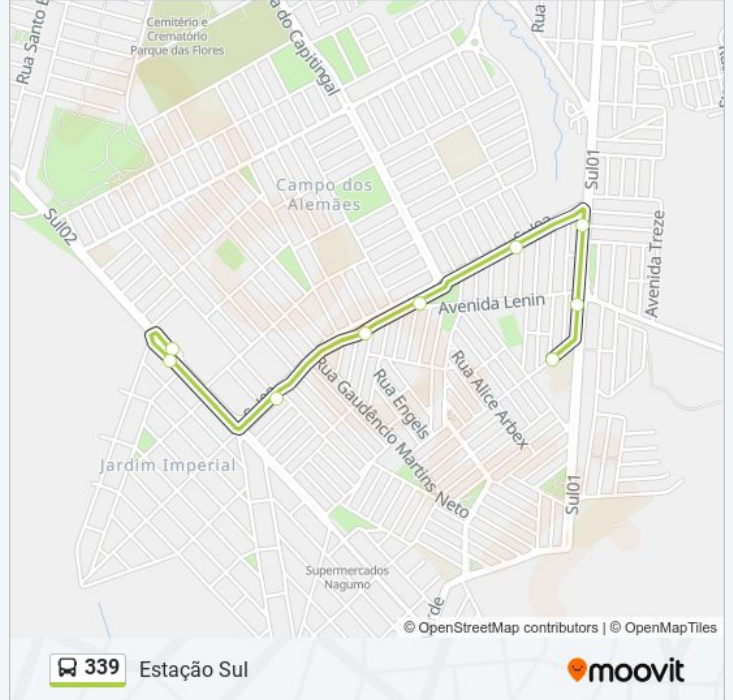 Rua Santo
Cemitério e
Crematório
Parque das Flores
a do Capitingal
Rua
Sul01
Campo dos
Alemães
Sul02
Avenida Treze
Avenida Lenin
Rua Alice Arbex
Rua Engels
Rua Gaudêncio Martins Neto
Jardim Imperial
Sul01
Supermercados
Nagumo
rde
© OpenStreetMap contributors | © OpenMapTiles
339 Estação Sul
moovit